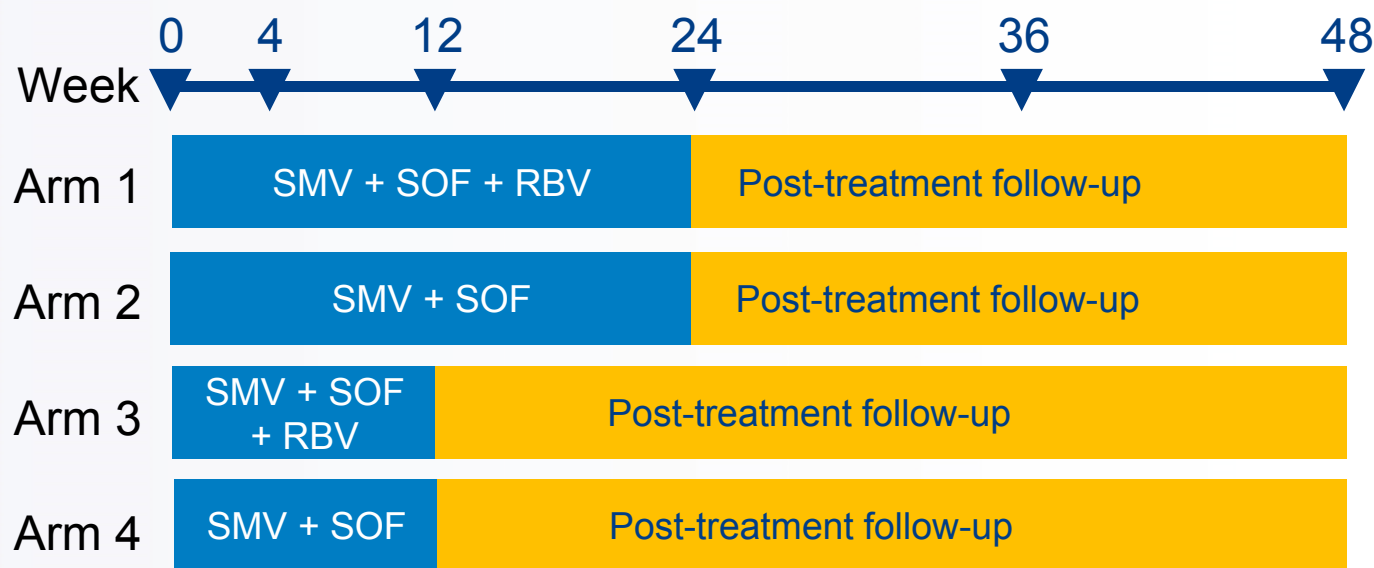 0 4 12 24 36 48
Week
Arm 1 SMV + SOF + RBV Post-treatment follow-up
Arm 2 SMV + SOF Post-treatment follow-up
Arm 3 SMV + SOF
+ RBV Post-treatment follow-up
Arm 4 SMV + SOF Post-treatment follow-up